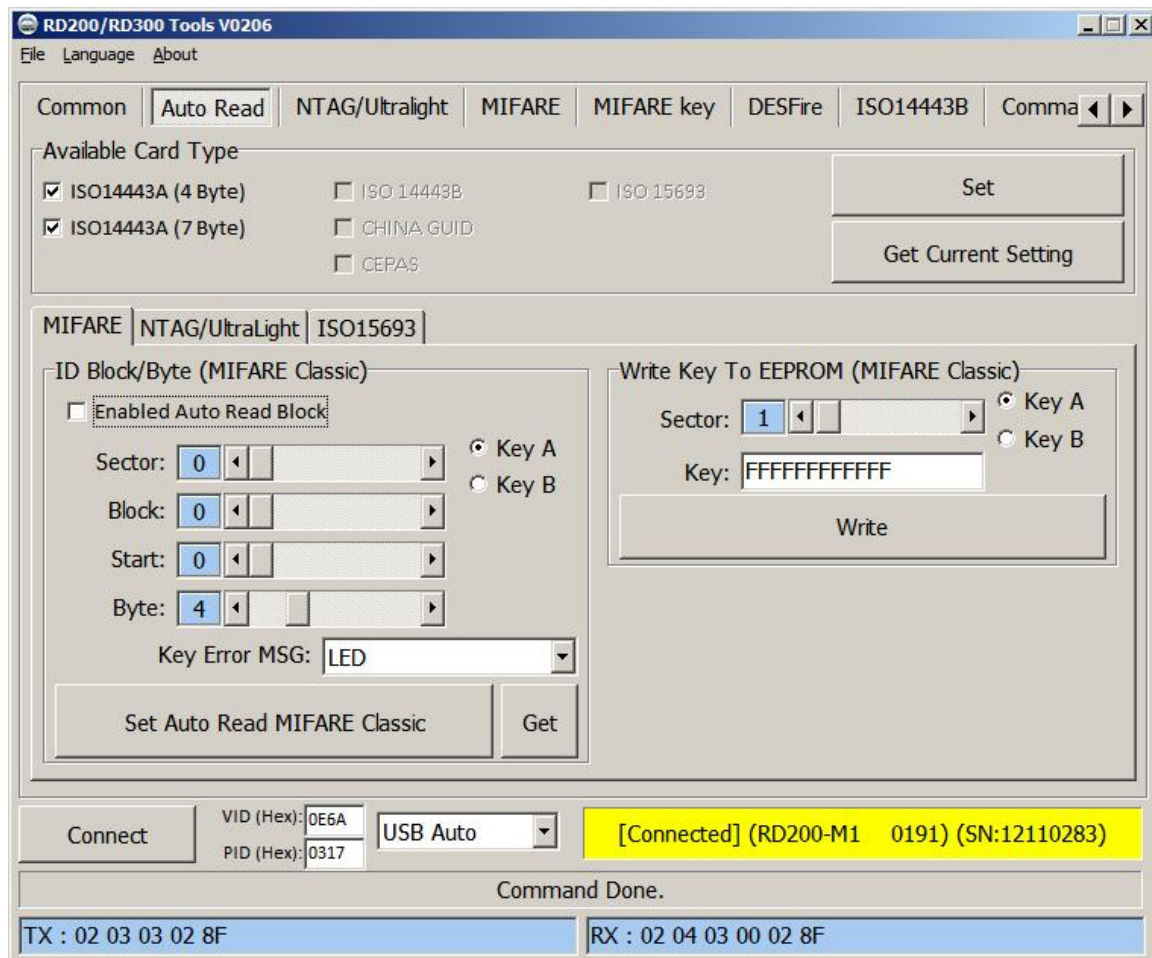 RD200/RD300 Tools V0206
File Language About
Common Auto Read NTAG/Ultralight MIFARE MIFARE key DESFire ISO14443B Comma
Available Card Type
ISO14443A (4 Byte) ISO 14443B ISO 15693 Set
ISO14443A (7 Byte) CHINA GUID
CEPAS Get Current Setting
MIFARE NTAG/UltraLight ISO15693
ID Block/Byte (MIFARE Classic)
Enabled Auto Read Block
Sector: 0 Key A
Key B
Block: 0
Start: 0
Byte: 4
Key Error MSG: LED
Set Auto Read MIFARE Classic Get
Write Key To EEPROM (MIFARE Classic)
Sector: 1 Key A
Key B
Key: FFFFFFFFFFFF
Write
Connect VID (Hex): 0E6A USB Auto [Connected] (RD200-M1 0191) (SN:12110283)
PID (Hex): 0317
Command Done.
TX : 02 03 03 02 8F RX : 02 04 03 00 02 8F